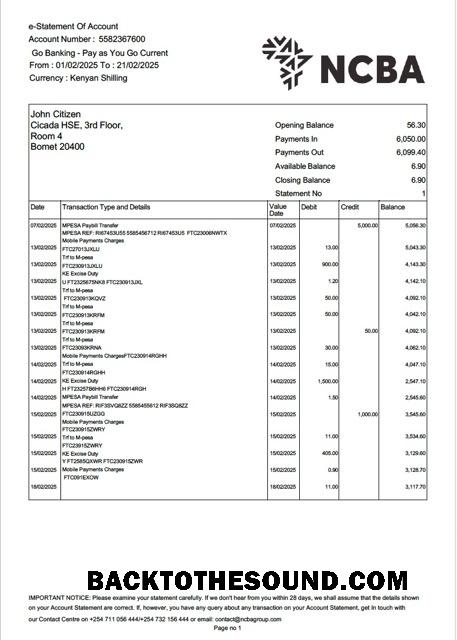 e-Statement Of Account
Account Number : 5582367600
Go Banking - Pay as You Go Current
From : 01/02/2025 To : 21/02/2025
Currency : Kenyan Shilling
NCBA
John Citizen
Cicada HSE, 3rd Floor,
Room 4
Bomet 20400
Opening Balance 56.30
Payments In 6,050.00
Payments Out 6,099.40
Available Balance 6.90
Closing Balance 6.90
Statement No 1
Date Transaction Type and Details Value Date Debit Credit Balance
07/02/2025 MPESA Paybill Transfer 07/02/2025 5,000.00 5,056.30
MPESA REF: RI67453IJ55 5585456712 RI67453IJ5 FTC23006NWTX
Mobile Payments Charges
13/02/2025 FTC27013JXLU 13/02/2025 13.00 5,043.30
Trf to M-pesa
13/02/2025 FTC230913JXLU 13/02/2025 900.00 4,143.30
KE Excise Duty
13/02/2025 U FT2325675NK8 FTC230913JXL 13/02/2025 1.20 4,142.10
Trf to M-pesa
13/02/2025 FTC230913KQVZ 13/02/2025 50.00 4,092.10
Trf to M-pesa
13/02/2025 FTC230913KRFM 13/02/2025 50.00 4,042.10
Trf to M-pesa
13/02/2025 FTC230913KRFM 13/02/2025 50.00 4,092.10
Trf to M-pesa
13/02/2025 FTC23093KRNA 13/02/2025 30.00 4,062.10
Mobile Payments ChargesFTC230914RGHH
14/02/2025 Trf to M-pesa 14/02/2025 15.00 4,047.10
FTC230914RGHH
14/02/2025 KE Excise Duty 14/02/2025 1,500.00 2,547.10
H FT23257B6HH6 FTC230914RGH
14/02/2025 MPESA Paybill Transfer 14/02/2025 1.50 2,545.60
MPESA REF: RIF3SVQ8ZZ 5585455612 RIF3SQ8ZZ
15/02/2025 FTC230915UZGG 15/02/2025 1,000.00 3,545.60
Mobile Payments Charges
FTC230915ZWRY
15/02/2025 Trf to M-pesa 15/02/2025 11.00 3,534.60
FTC23915ZWRY
15/02/2025 KE Excise Duty 15/02/2025 405.00 3,129.60
Y FT2585QXWR FTC230915ZWR
15/02/2025 Mobile Payments Charges 15/02/2025 0.90 3,128.70
FTC091EXOW
18/02/2025 18/02/2025 11.00 3,117.70
BACKTOTHESOUND.COM
IMPORTANT NOTICE: Please examine your statement carefully. If we don't hear from you within 28 days, we shall assume that the details shown
on your Account Statement are correct. If, however, you have any query about any transaction on your Account Statement, get In touch with
our Contact Centre on +254 711 056 444/+254 732 156 444 or email: contact@ncbagroup.com
Page no 1